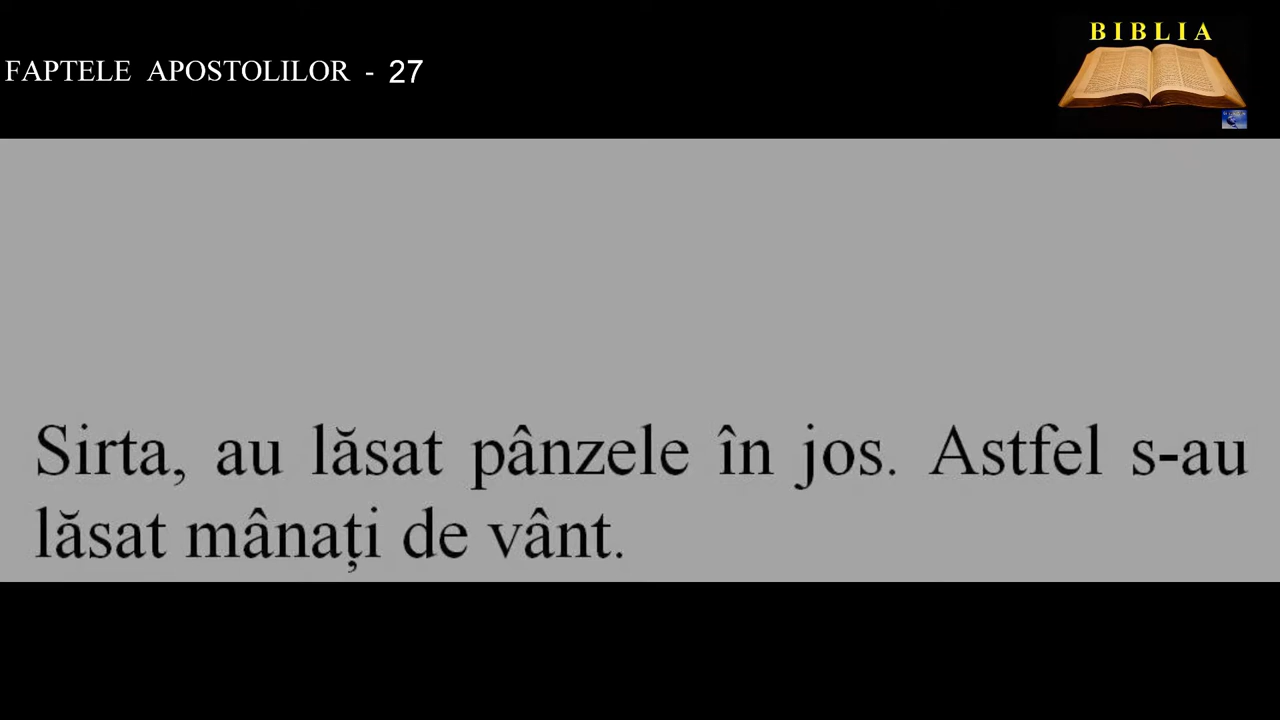 BIBLIA
FAPTELE APOSTOLILOR - 27
Sirta, au lăsat pânzele în jos. Astfel s-au
lăsat mânați de vânt.